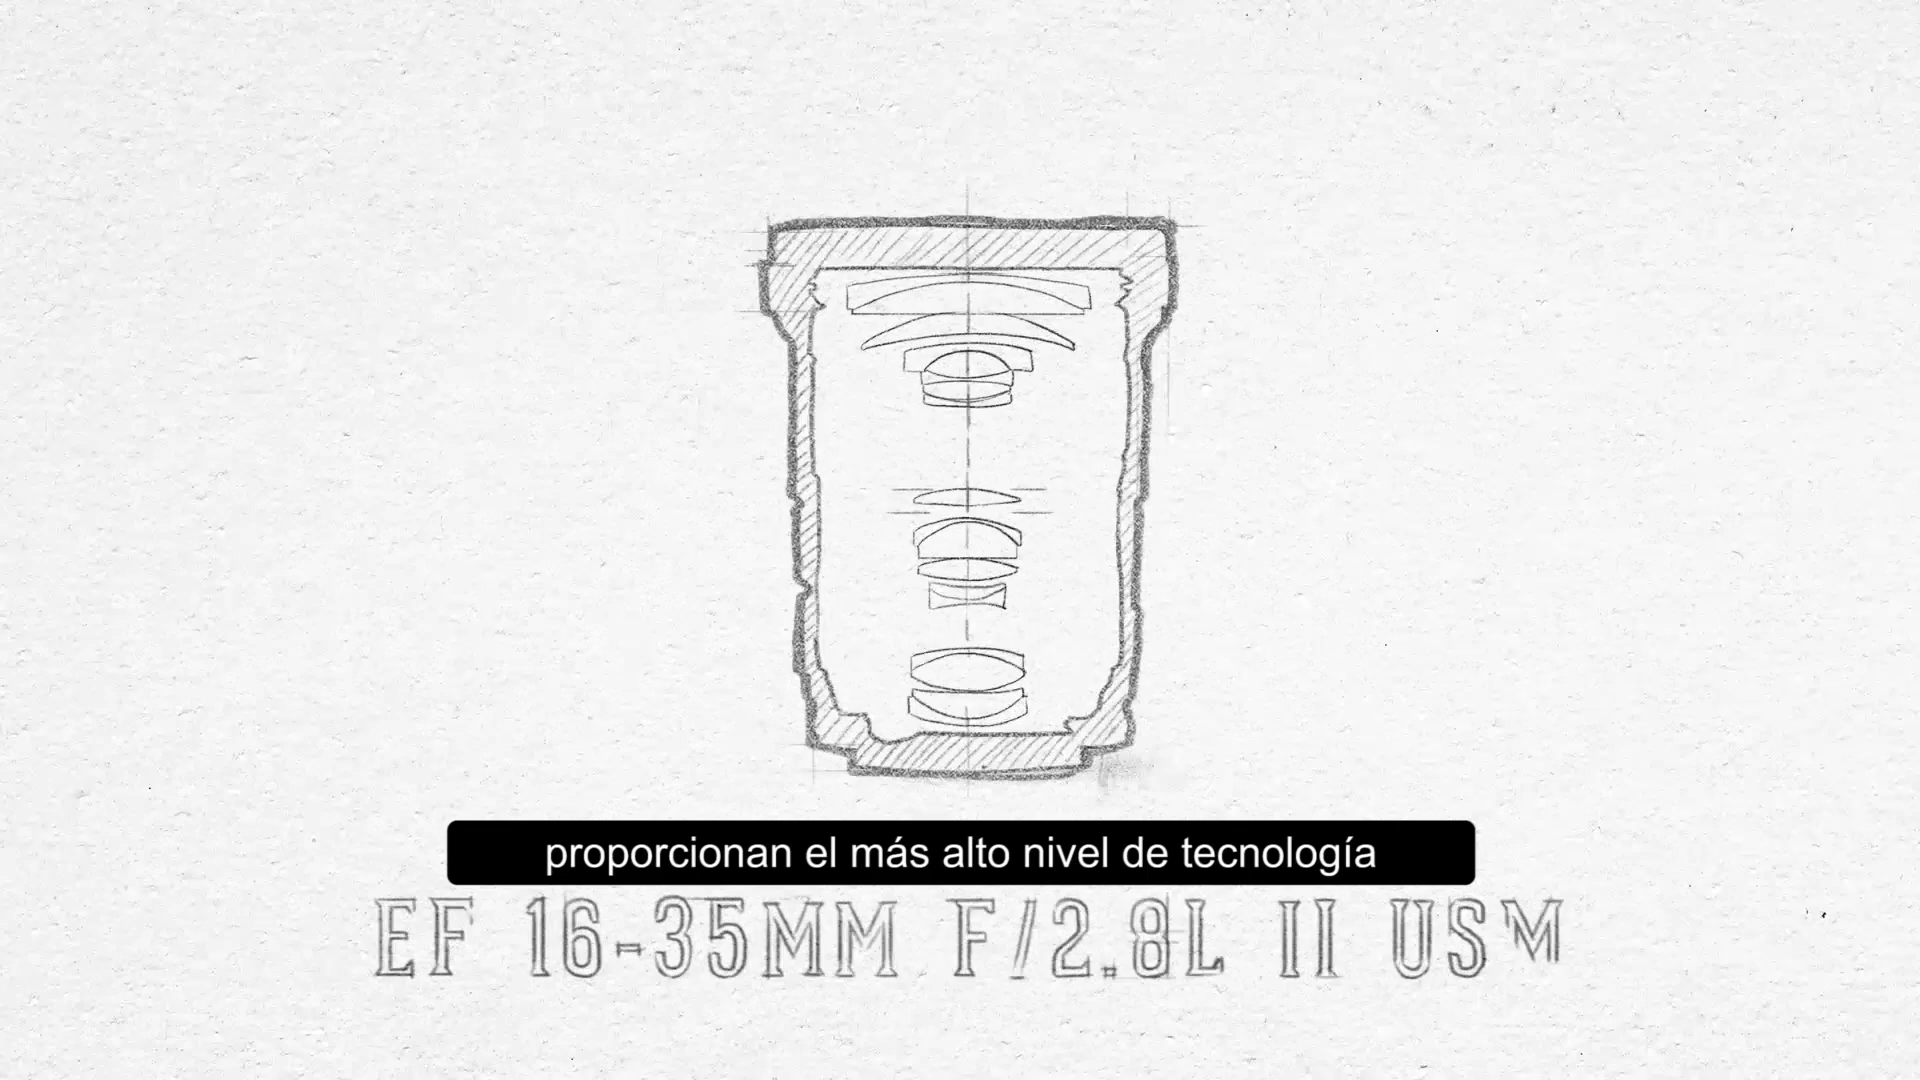 proporcionan el más alto nivel de tecnología
EF 16-35MM F/2.8L II USM